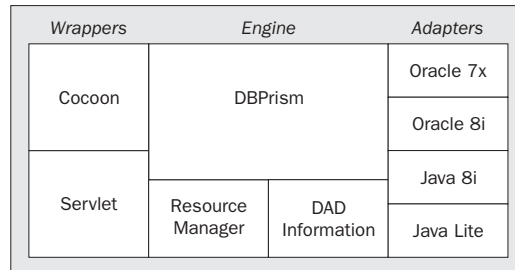 Wrappers
Engine
Adapters
Cocoon
DBPrism
Oracle 7x
Oracle 8i
Java 8i
Servlet
Resource
Manager
DAD
Information
Java Lite